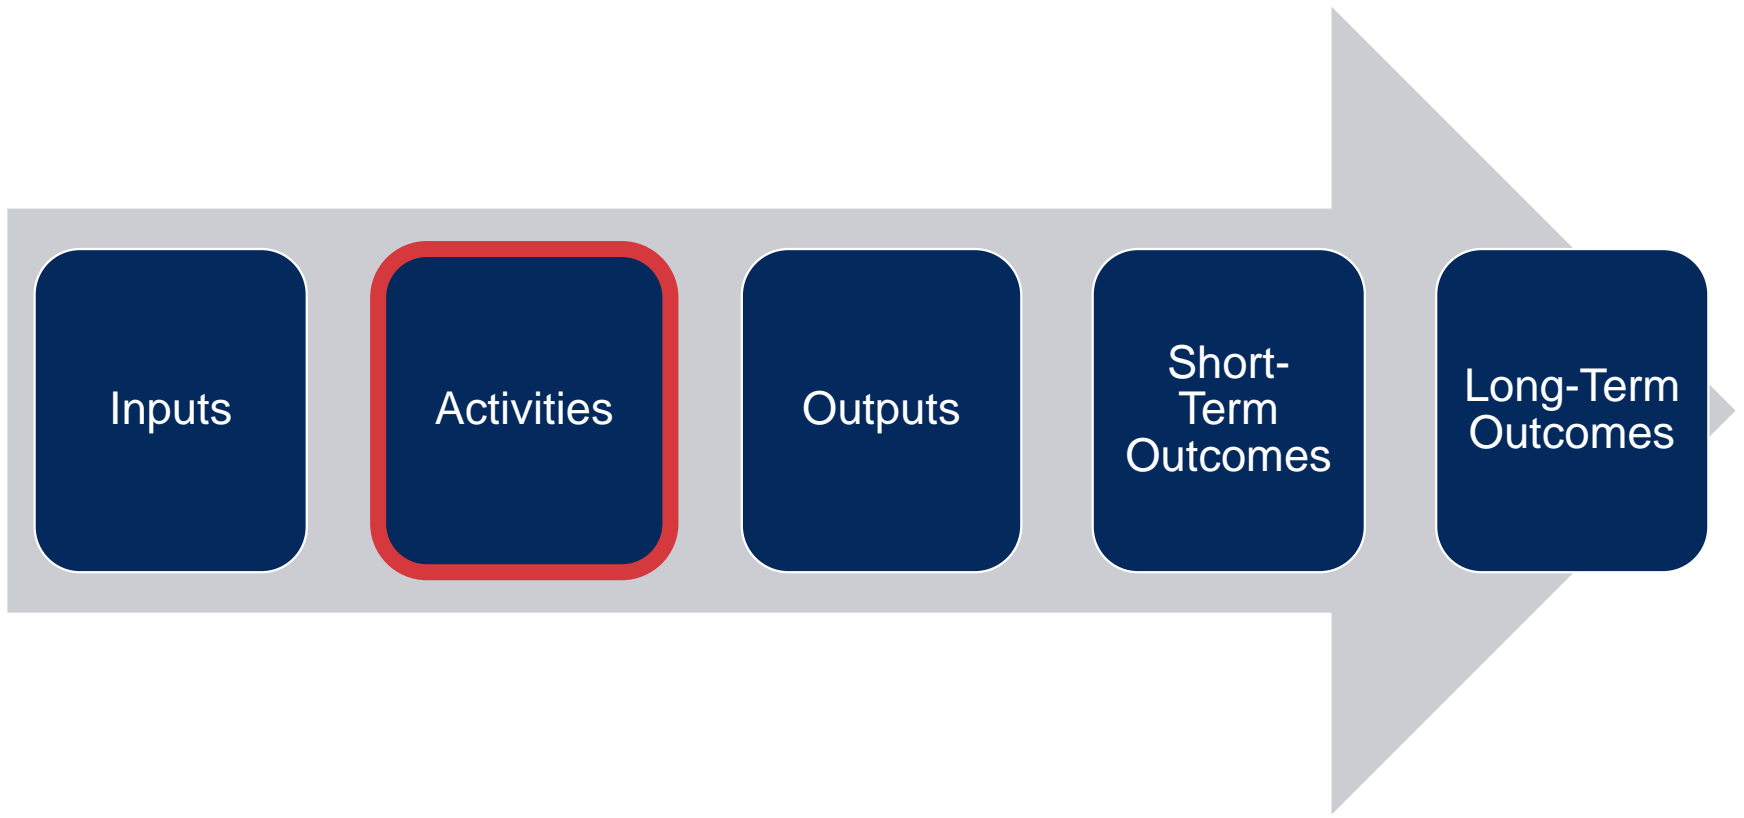 Inputs
Activities
Outputs
Short-
Term
Outcomes
Long-Term
Outcomes